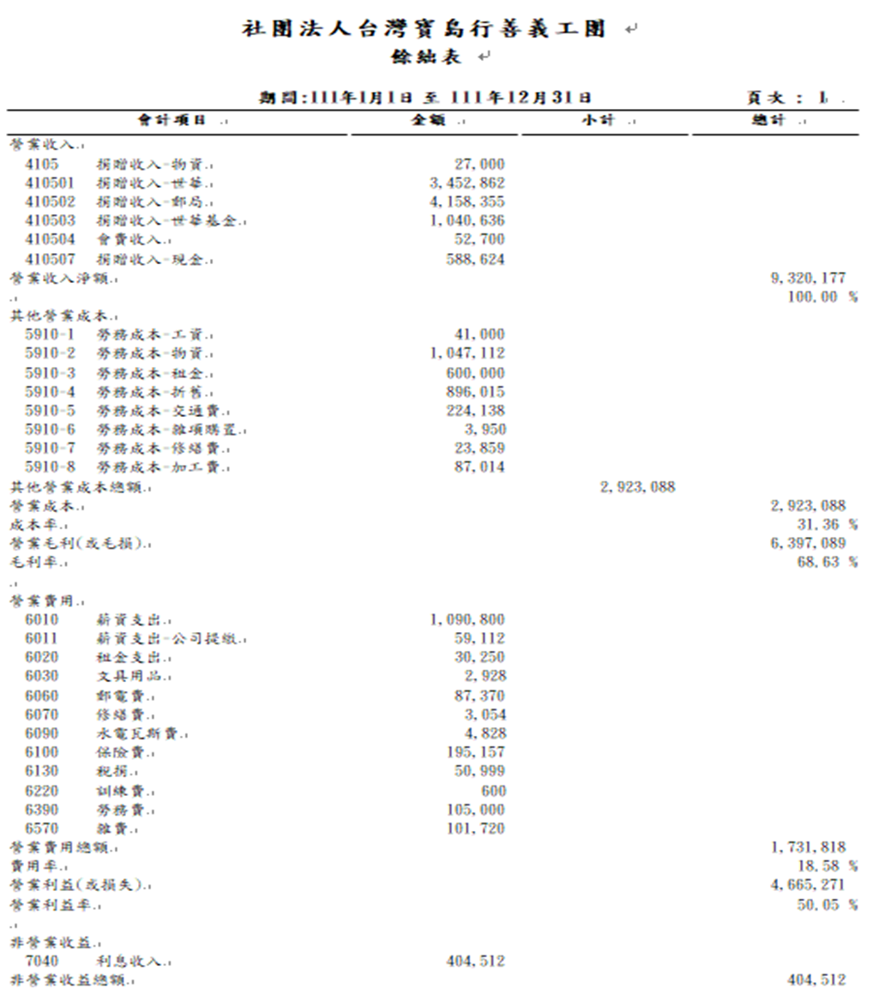 社團法人台灣寶島行善義工團
餘絀表
期間:111年1月1日 至 111年12月31日 頁次 : 1
會計項目 金額 小計 總計
營業收入
4105 捐贈收入-物資 27,000
410501 捐贈收入-世華 3,452,862
410502 捐贈收入-郵局 4,158,355
410503 捐贈收入-世華基金 1,040,636
410504 會費收入 52,700
410507 捐贈收入-現金 588,624
營業收入淨額 9,320,177
100.00 %
其他營業成本
5910-1 勞務成本-工資 41,000
5910-2 勞務成本-物資 1,047,112
5910-3 勞務成本-租金 600,000
5910-4 勞務成本-折舊 896,015
5910-5 勞務成本-交通費 224,138
5910-6 勞務成本-雜項購置 3,950
5910-7 勞務成本-修繕費 23,859
5910-8 勞務成本-加工費 87,014
其他營業成本總額 2,923,088
營業成本 2,923,088
成本率 31.36 %
營業毛利(或毛損) 6,397,089
毛利率 68.63 %
營業費用
6010 薪資支出 1,090,800
6011 薪資支出-公司提繳 59,112
6020 租金支出 30,250
6030 文具用品 2,928
6060 郵電費 87,370
6070 修繕費 3,054
6090 水電瓦斯費 4,828
6100 保險費 195,157
6130 稅捐 50,999
6220 訓練費 600
6390 勞務費 105,000
6570 雜費 101,720
營業費用總額 1,731,818
費用率 18.58 %
營業利益(或損失) 4,665,271
營業利益率 50.05 %
非營業收益
7040 利息收入 404,512
非營業收益總額 404,512